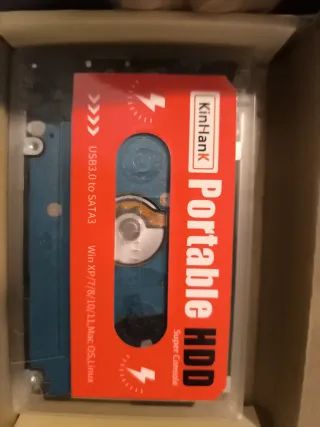 KinHanK
Portable HDD
Super Console
USB3.0 to SATA3
Win XP/7/8/10/11,Mac OS,Linux